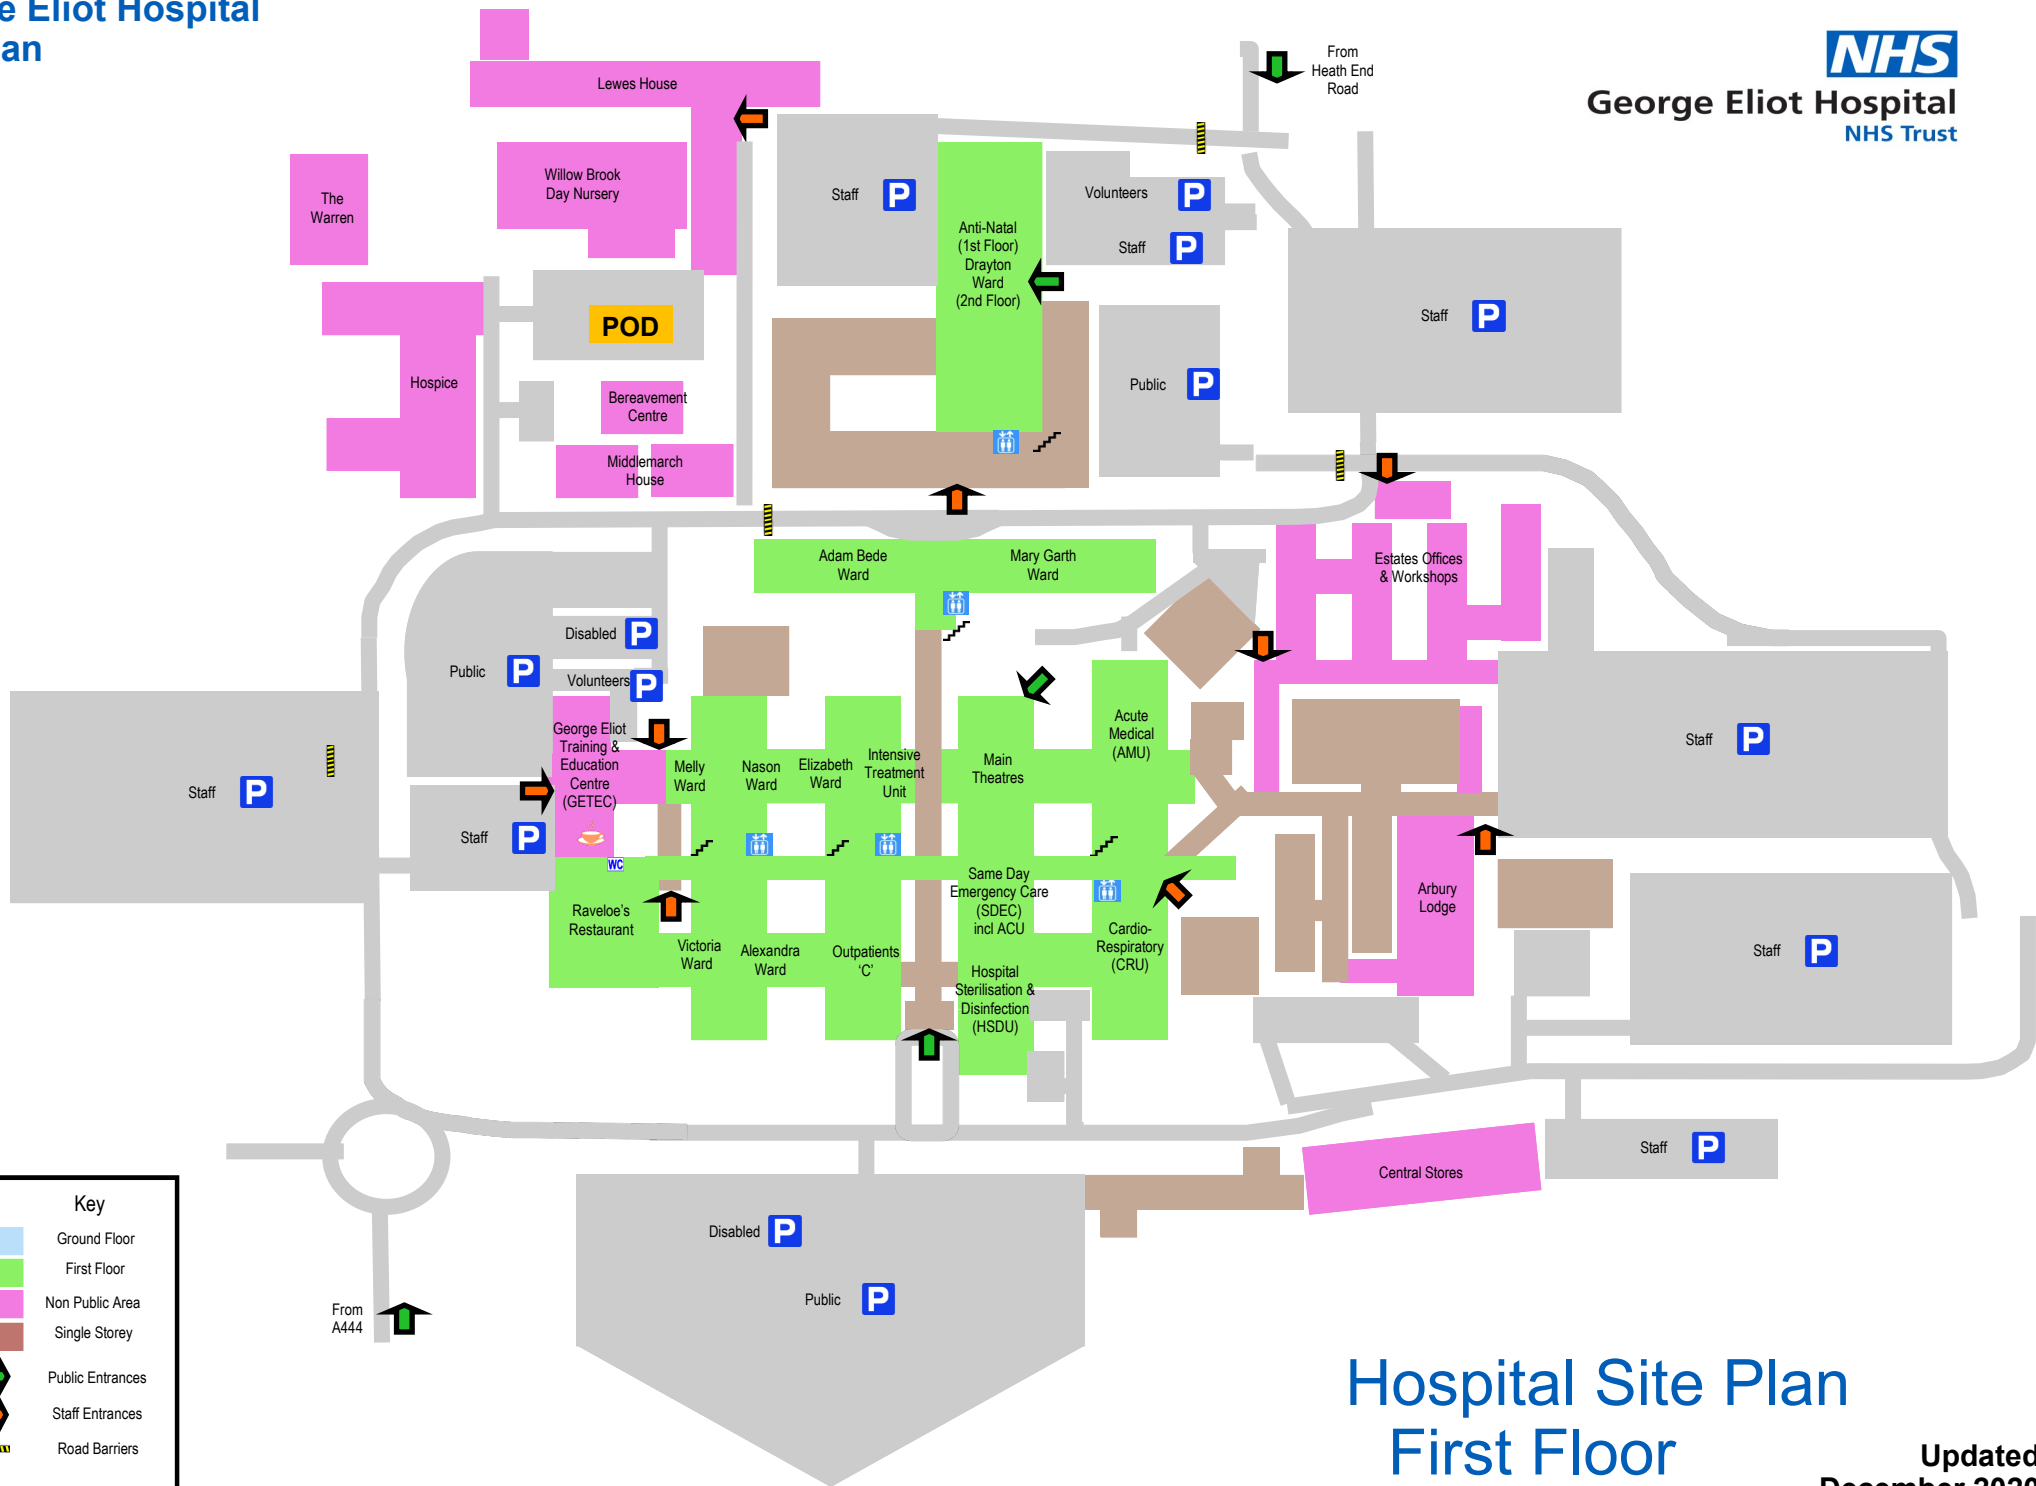 e Eliot Hospital
an
NHS
George Eliot Hospital
NHS Trust
From
Heath End
Road
Lewes House
Willow Brook
Day Nursery
The
Warren
Staff
P
Anti-Natal
(1st Floor)
Drayton
Ward
(2nd Floor)
Volunteers
P
Staff
P
Staff
P
POD
Hospice
Bereavement
Centre
Middlemarch
House
Public
P
Adam Bede
Ward
Mary Garth
Ward
Estates Offices
& Workshops
Disabled
P
Public
P
Volunteers
P
George Eliot
Training &
Education
Centre
(GETEC)
Melly
Ward
Nason
Ward
Elizabeth
Ward
Intensive
Treatment
Unit
Main
Theatres
Acute
Medical
(AMU)
Staff
P
Staff
P
Staff
P
WC
Raveloe's
Restaurant
Victoria
Ward
Alexandra
Ward
Outpatients
‘C’
Same Day
Emergency Care
(SDEC)
incl ACU
Hospital
Sterilisation &
Disinfection
(HSDU)
Cardio-
Respiratory
(CRU)
Arbury
Lodge
Staff
P
Staff
P
Central Stores
Disabled
P
Public
P
From
A444
Key
Ground Floor
First Floor
Non Public Area
Single Storey
Public Entrances
Staff Entrances
Road Barriers
Hospital Site Plan
First Floor
Updated
December 2020